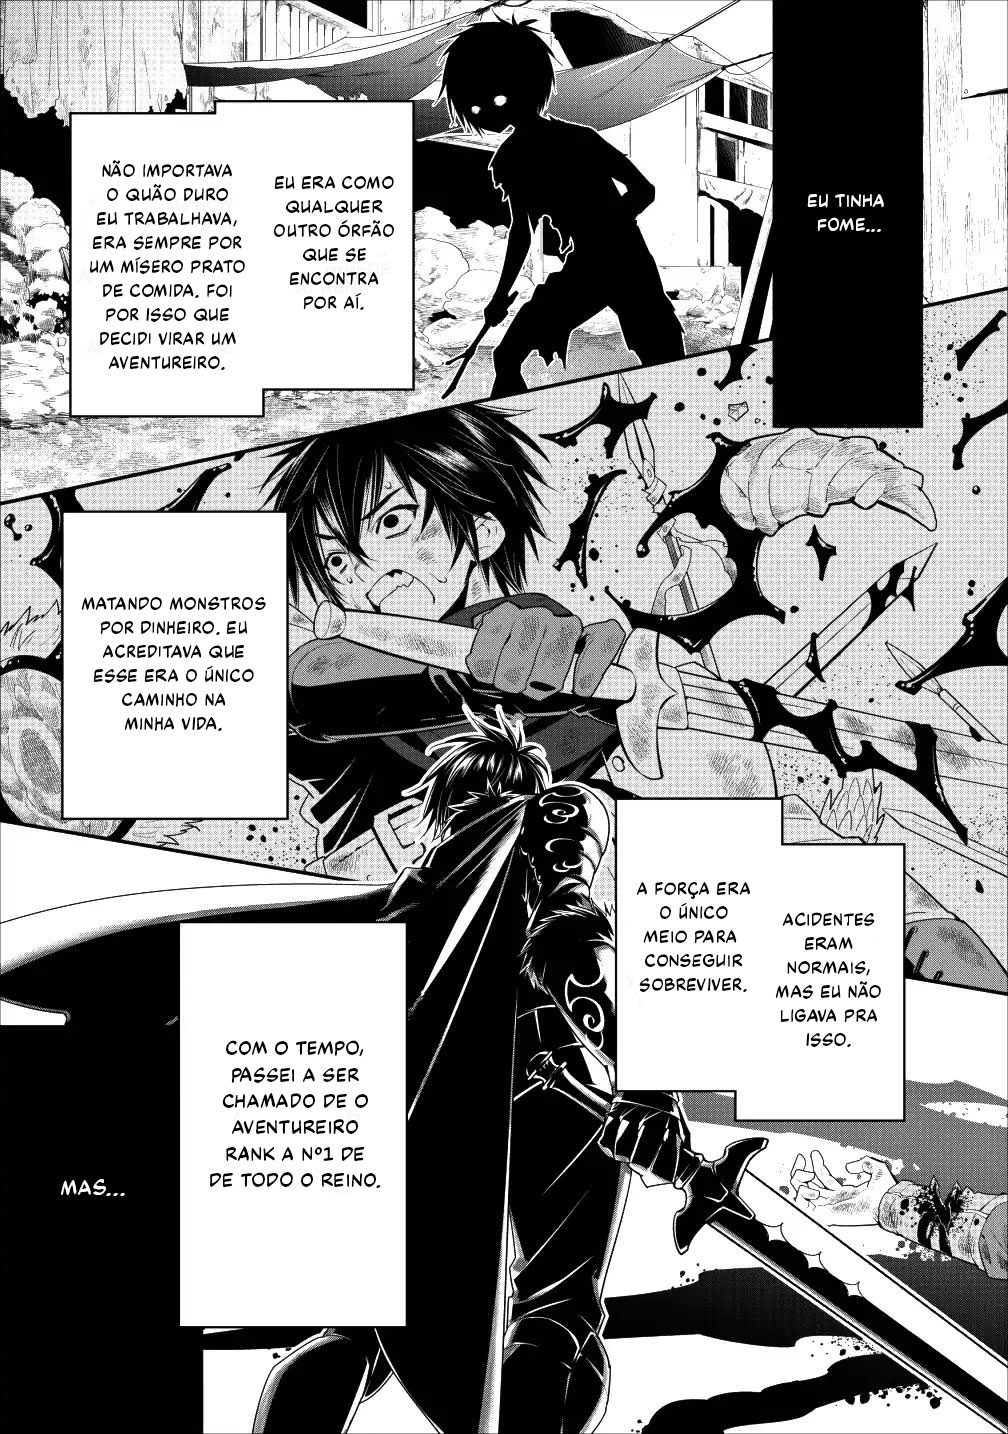 EU TINHA
FOME...
EU ERA COMO
QUALQUER
OUTRO ÓRFÃO
QUE SE
ENCONTRA
POR AÍ.
NÃO IMPORTAVA
O QUÃO DURO
EU TRABALHAVA,
ERA SEMPRE POR
UM MÍSERO PRATO
DE COMIDA. FOI
POR ISSO QUE
DECIDI VIRAR UM
AVENTUREIRO.
MATANDO MONSTROS
POR DINHEIRO. EU
ACREDITAVA QUE
ESSE ERA O ÚNICO
CAMINHO NA
MINHA VIDA.
ACIDENTES
ERAM
NORMAIS,
MAS EU NÃO
LIGAVA PRA
ISSO.
A FORÇA ERA
O ÚNICO
MEIO PARA
CONSEGUIR
SOBREVIVER.
COM O TEMPO,
PASSEI A SER
CHAMADO DE O
AVENTUREIRO
RANK A Nº1 DE
DE TODO O REINO.
MAS...